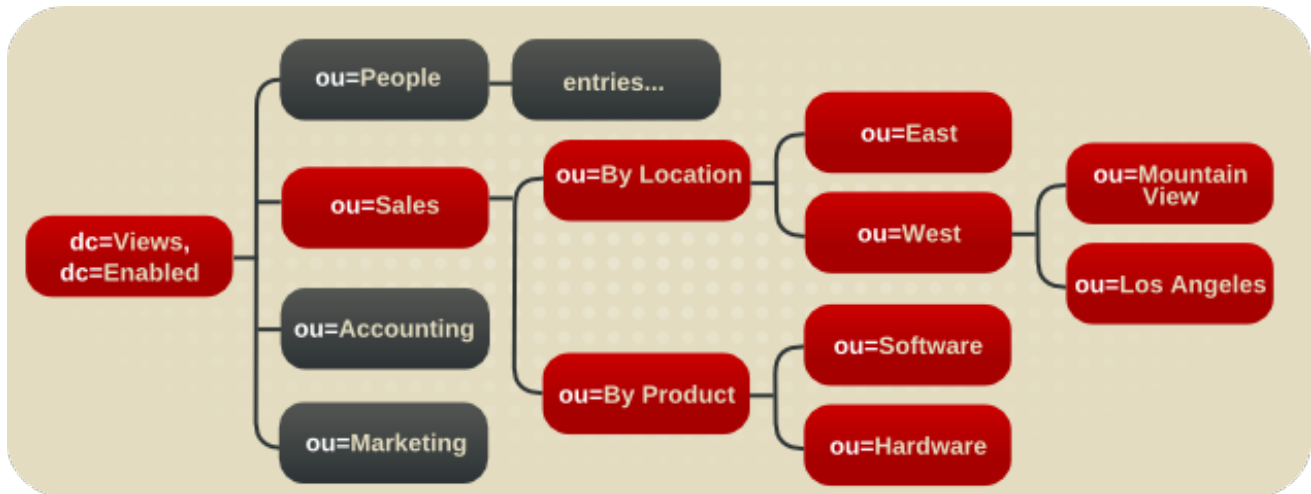 ou=People
entries...
ou=East
ou=By Location
ou=Mountain
View
ou=Sales
ou=West
dc=Views,
dc=Enabled
ou=Los Angeles
ou=Accounting
ou=Software
ou=By Product
ou=Marketing
ou=Hardware